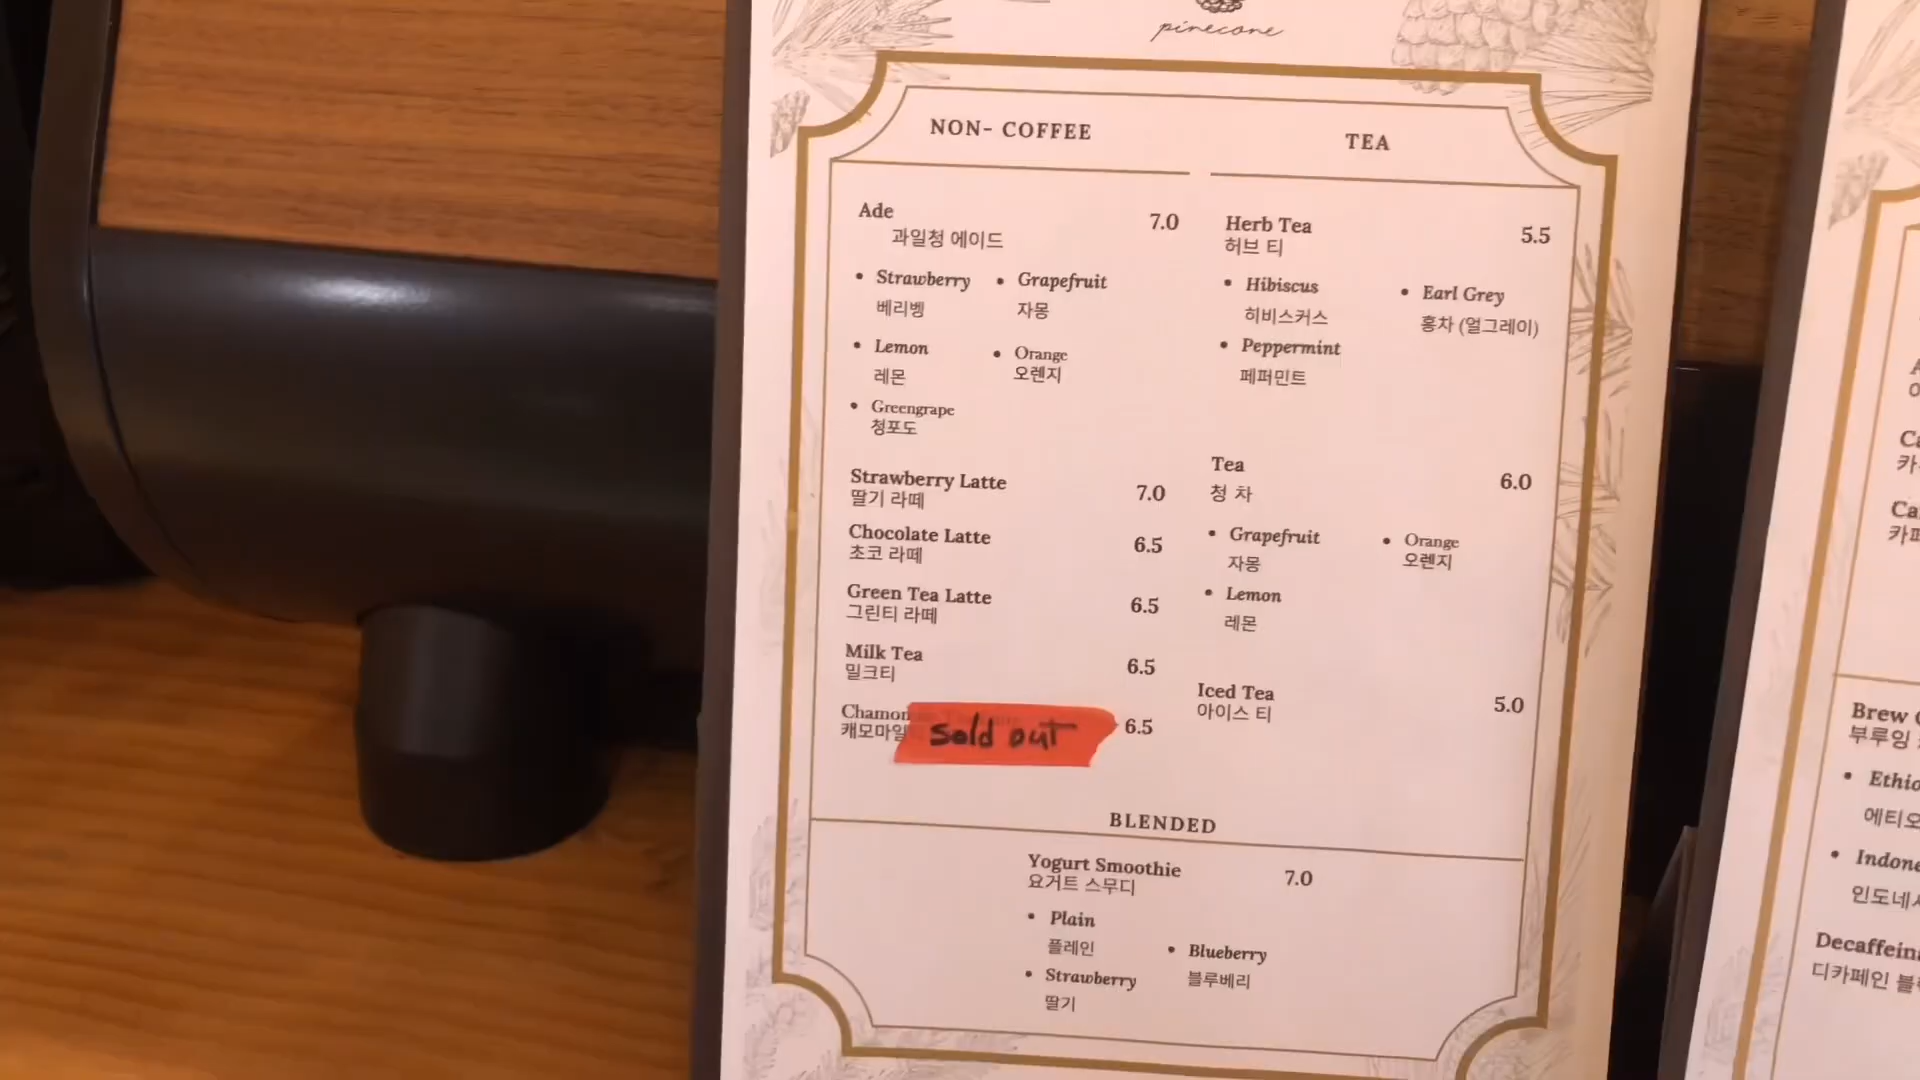 pinecone
NON- COFFEE
Ade 7.0
과일청 에이드
• Strawberry • Grapefruit
베리벵 자몽
• Lemon • Orange
레몬 오렌지
• Greengrape
청포도
Strawberry Latte 7.0
딸기 라떼
Chocolate Latte 6.5
초코 라떼
Green Tea Latte 6.5
그린티 라떼
Milk Tea 6.5
밀크티
6.5
캐모마일
sold out
TEA
Herb Tea 5.5
허브 티
• Hibiscus • Earl Grey
히비스커스 홍차 (얼그레이)
• Peppermint
페퍼민트
Tea 6.0
청 차
• Grapefruit • Orange
자몽 오렌지
• Lemon
레몬
Iced Tea 5.0
아이스 티
BLENDED
Yogurt Smoothie 7.0
요거트 스무디
• Plain
플레인
• Blueberry
블루베리
• Strawberry
딸기
Brew
부루잉